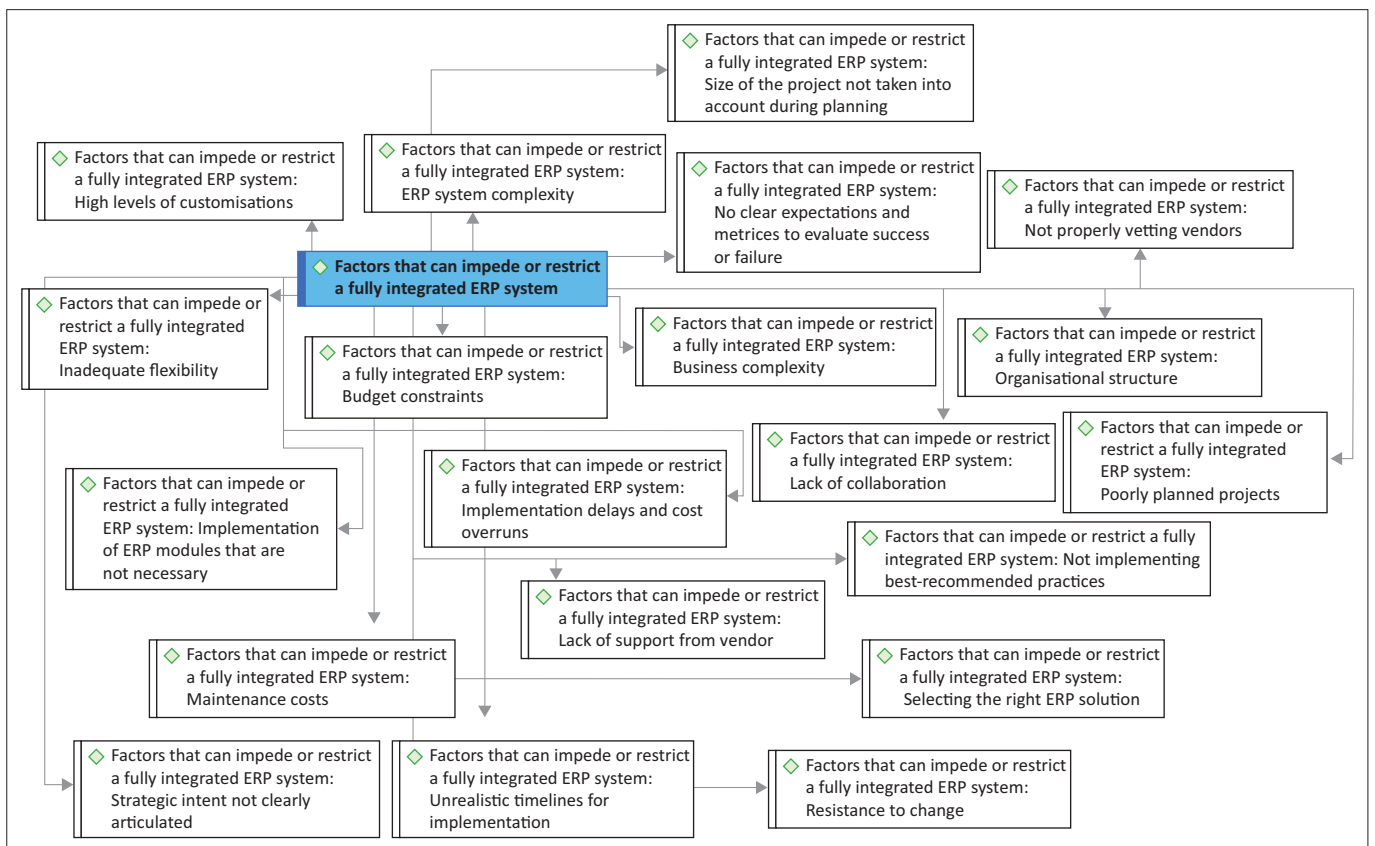 Factors that can impede or restrict
a fully integrated ERP system:
Size of the project not taken into
account during planning
Factors that can impede or restrict
a fully integrated ERP system:
High levels of customisations
Factors that can impede or restrict
a fully integrated ERP system:
ERP system complexity
Factors that can impede or restrict
a fully integrated ERP system:
No clear expectations and
metrices to evaluate success
or failure
Factors that can impede or restrict
a fully integrated ERP system:
Not properly vetting vendors
Factors that can impede or restrict
a fully integrated ERP system
Factors that can impede or
restrict a fully integrated
ERP system:
Inadequate flexibility
Factors that can impede or restrict
a fully integrated ERP system:
Budget constraints
Factors that can impede or restrict
a fully integrated ERP system:
Business complexity
Factors that can impede or restrict
a fully integrated ERP system:
Organisational structure
Factors that can impede or
restrict a fully integrated
ERP system: Implementation
of ERP modules that are
not necessary
Factors that can impede or restrict
a fully integrated ERP system:
Implementation delays and cost
overruns
Factors that can impede or restrict
a fully integrated ERP system:
Lack of collaboration
Factors that can impede or
restrict a fully integrated
ERP system:
Poorly planned projects
Factors that can impede or restrict a fully
integrated ERP system: Not implementing
best-recommended practices
Factors that can impede or restrict
a fully integrated ERP system:
Lack of support from vendor
Factors that can impede or restrict
a fully integrated ERP system:
Maintenance costs
Factors that can impede or restrict
a fully integrated ERP system:
Selecting the right ERP solution
Factors that can impede or restrict
a fully integrated ERP system:
Strategic intent not clearly
articulated
Factors that can impede or restrict
a fully integrated ERP system:
Unrealistic timelines for
implementation
Factors that can impede or restrict
a fully integrated ERP system:
Resistance to change